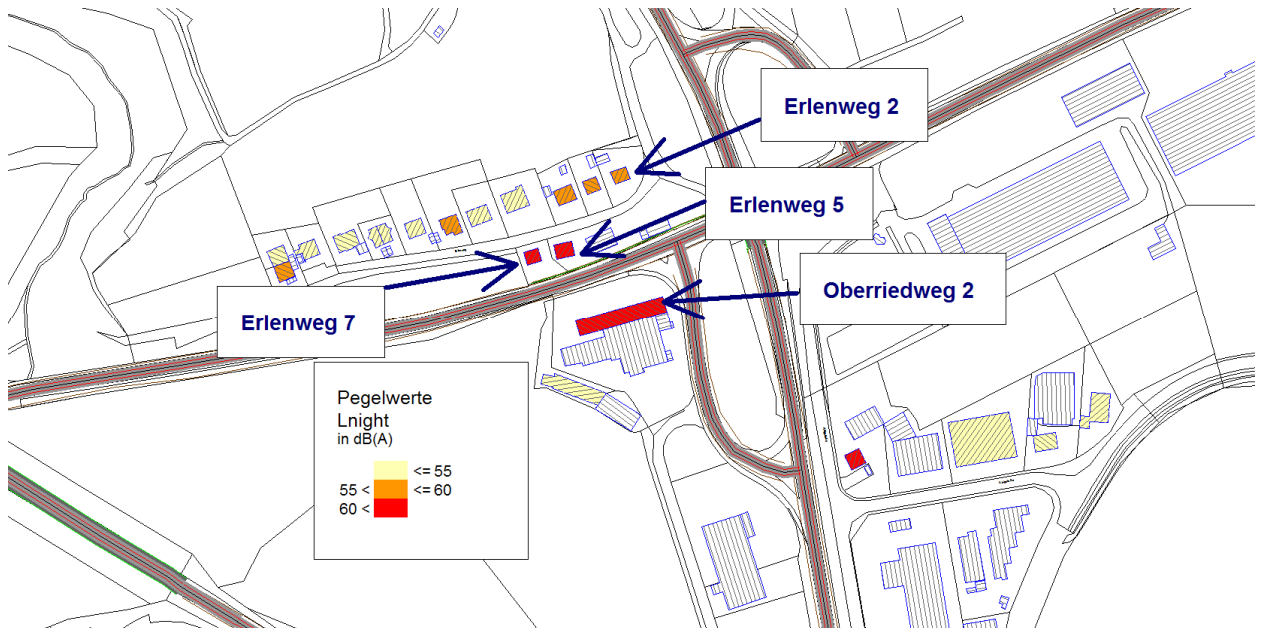 Erlenweg 2
Erlenweg 5
Oberriedweg 2
Erlenweg 7
Pegelwerte
Lnight
in dB(A)
<= 55
55 < <= 60
60 <